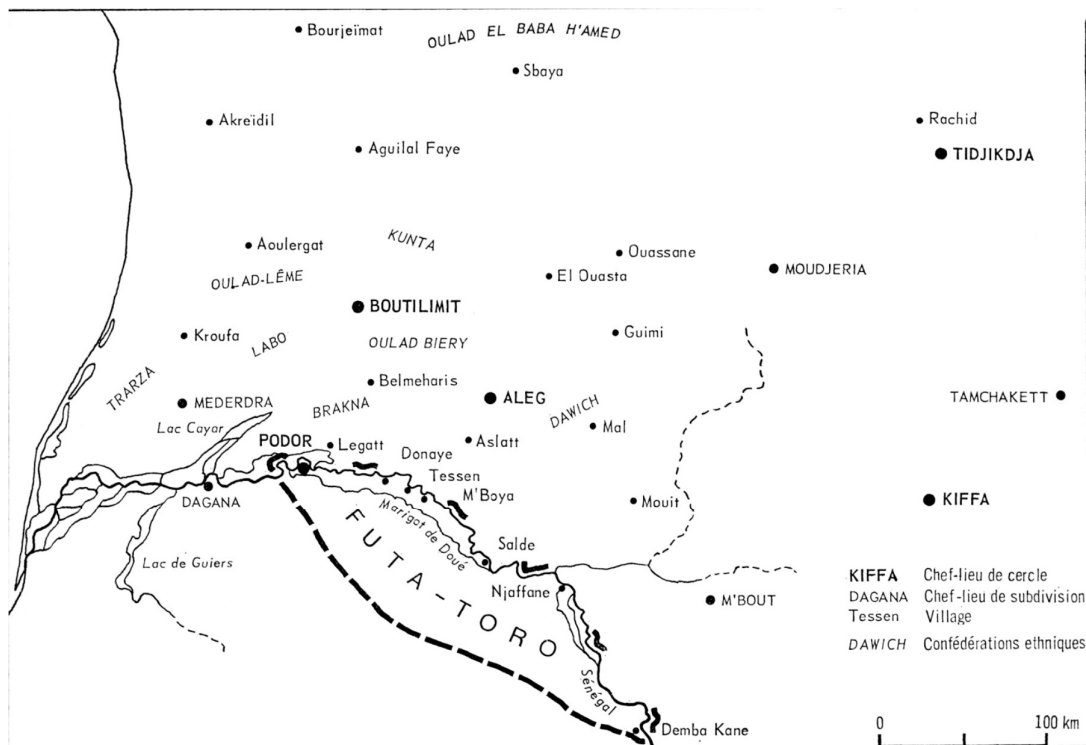 Bourjeïmat
OULAD EL BABA H'AMED
Sbaya
Akreïdil
Rachid
Aguilal Faye
TIDJIKDJA
Aoulergat
KUNTA
Ouassane
OULAD-LÊME
El Ouasta
MOUDJERIA
BOUTILIMIT
Kroufa
LABO
OULAD BIERY
Guimi
TRARZA
Belmeharis
MEDERDRA
BRAKNA
ALEG
DAWICH
TAMCHAKETT
Lac Cayar
Mal
PODOR
Legatt
Aslatt
Donaye
Tessen
DAGANA
M'Boya
Mouit
KIFFA
Marigot de Doué
FUTA-TORO
Lac de Guiers
Salde
Njaffane
M'BOUT
KIFFA Chef-lieu de cercle
DAGANA Chef-lieu de subdivision
Tessen Village
DAWICH Confédérations ethniques
Sénégal
Demba Kane
0 100 km